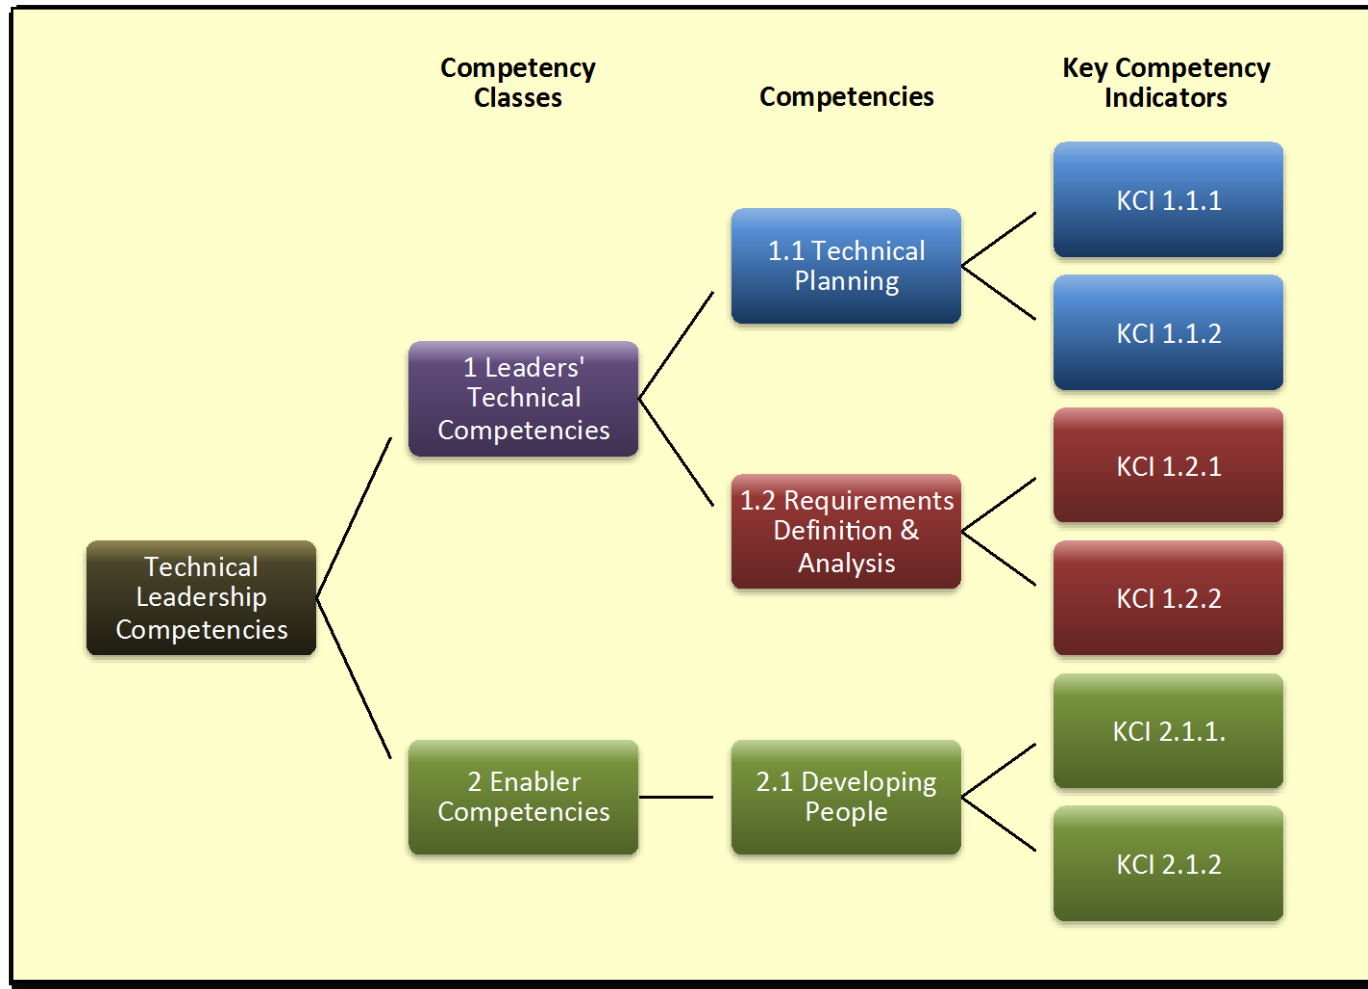 Competency
Classes
Competencies
Key Competency
Indicators
Technical
Leadership
Competencies
1 Leaders'
Technical
Competencies
2 Enabler
Competencies
1.1 Technical
Planning
1.2 Requirements
Definition &
Analysis
2.1 Developing
People
KCI 1.1.1
KCI 1.1.2
KCI 1.2.1
KCI 1.2.2
KCI 2.1.1.
KCI 2.1.2